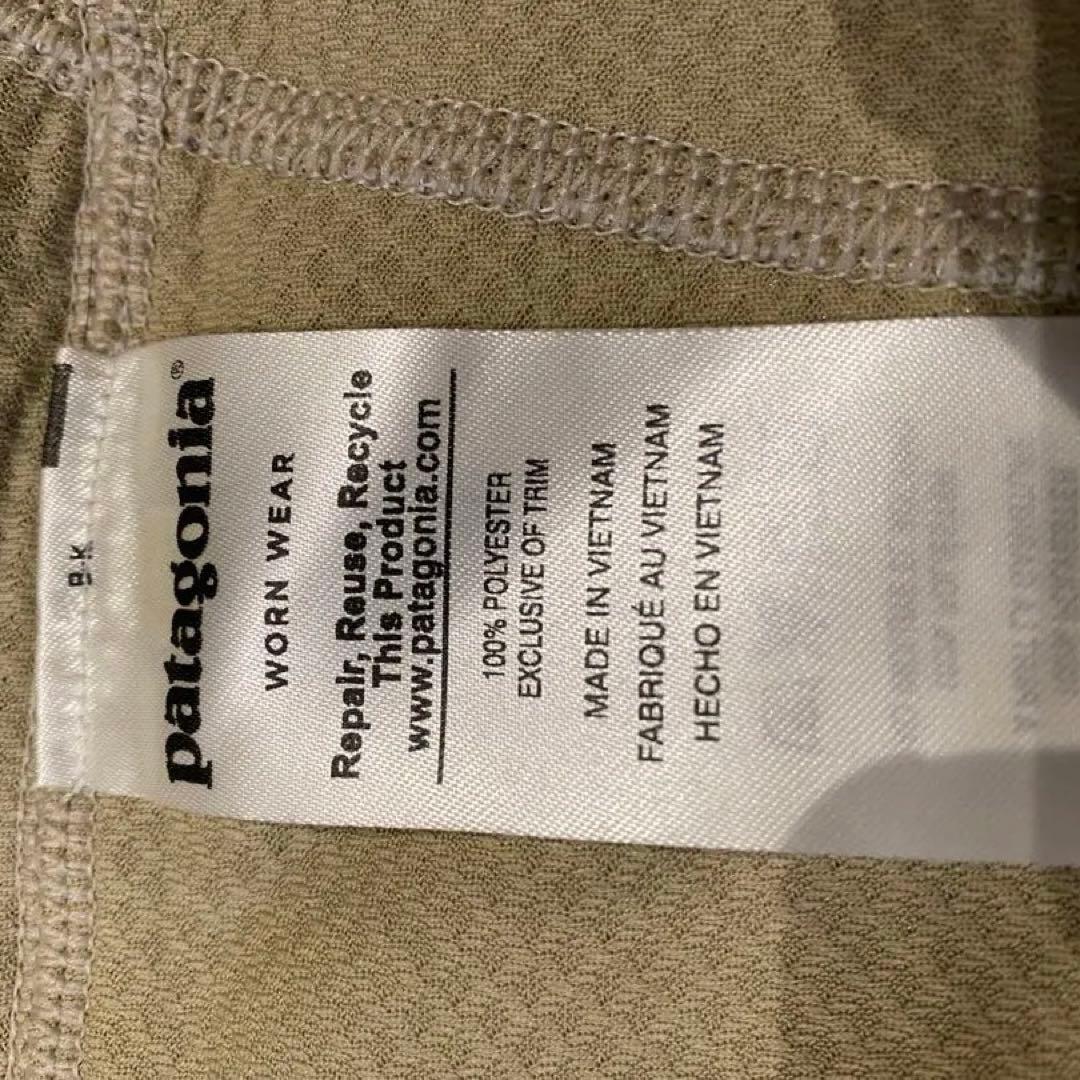 patagonia®
WORN WEAR
Repair, Reuse, Recycle
This Product
www.patagonia.com
100% POLYESTER
EXCLUSIVE OF TRIM
MADE IN VIETNAM
FABRIQUÉ AU VIETNAM
HECHO EN VIETNAM